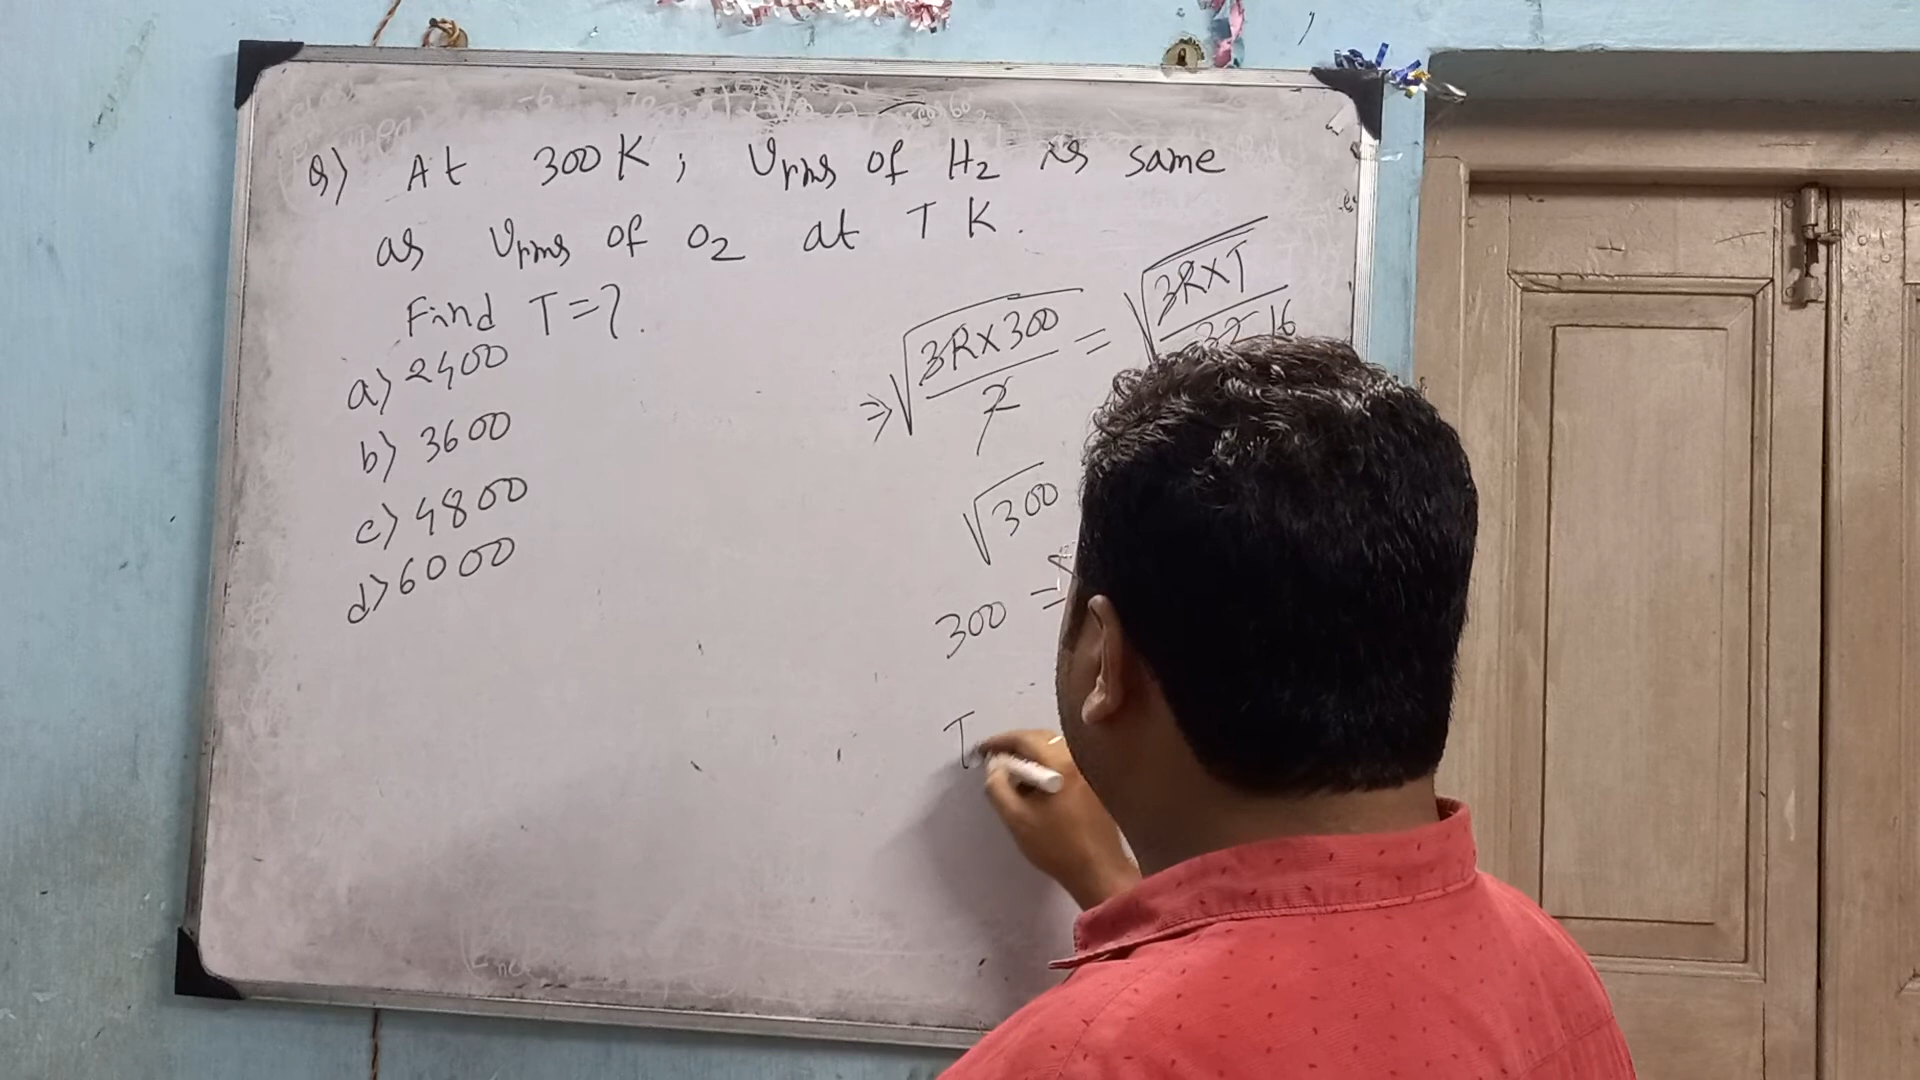 Q) At 300 K ; Vrms of H2 is same
as Vrms of O2 at T K .
Find T = ? .
a) 2400
b) 3600
c) 4800
d) 6000
⇒ √(3R×300 / 2) = √(3R×T / 32 16
√300
300 =
T